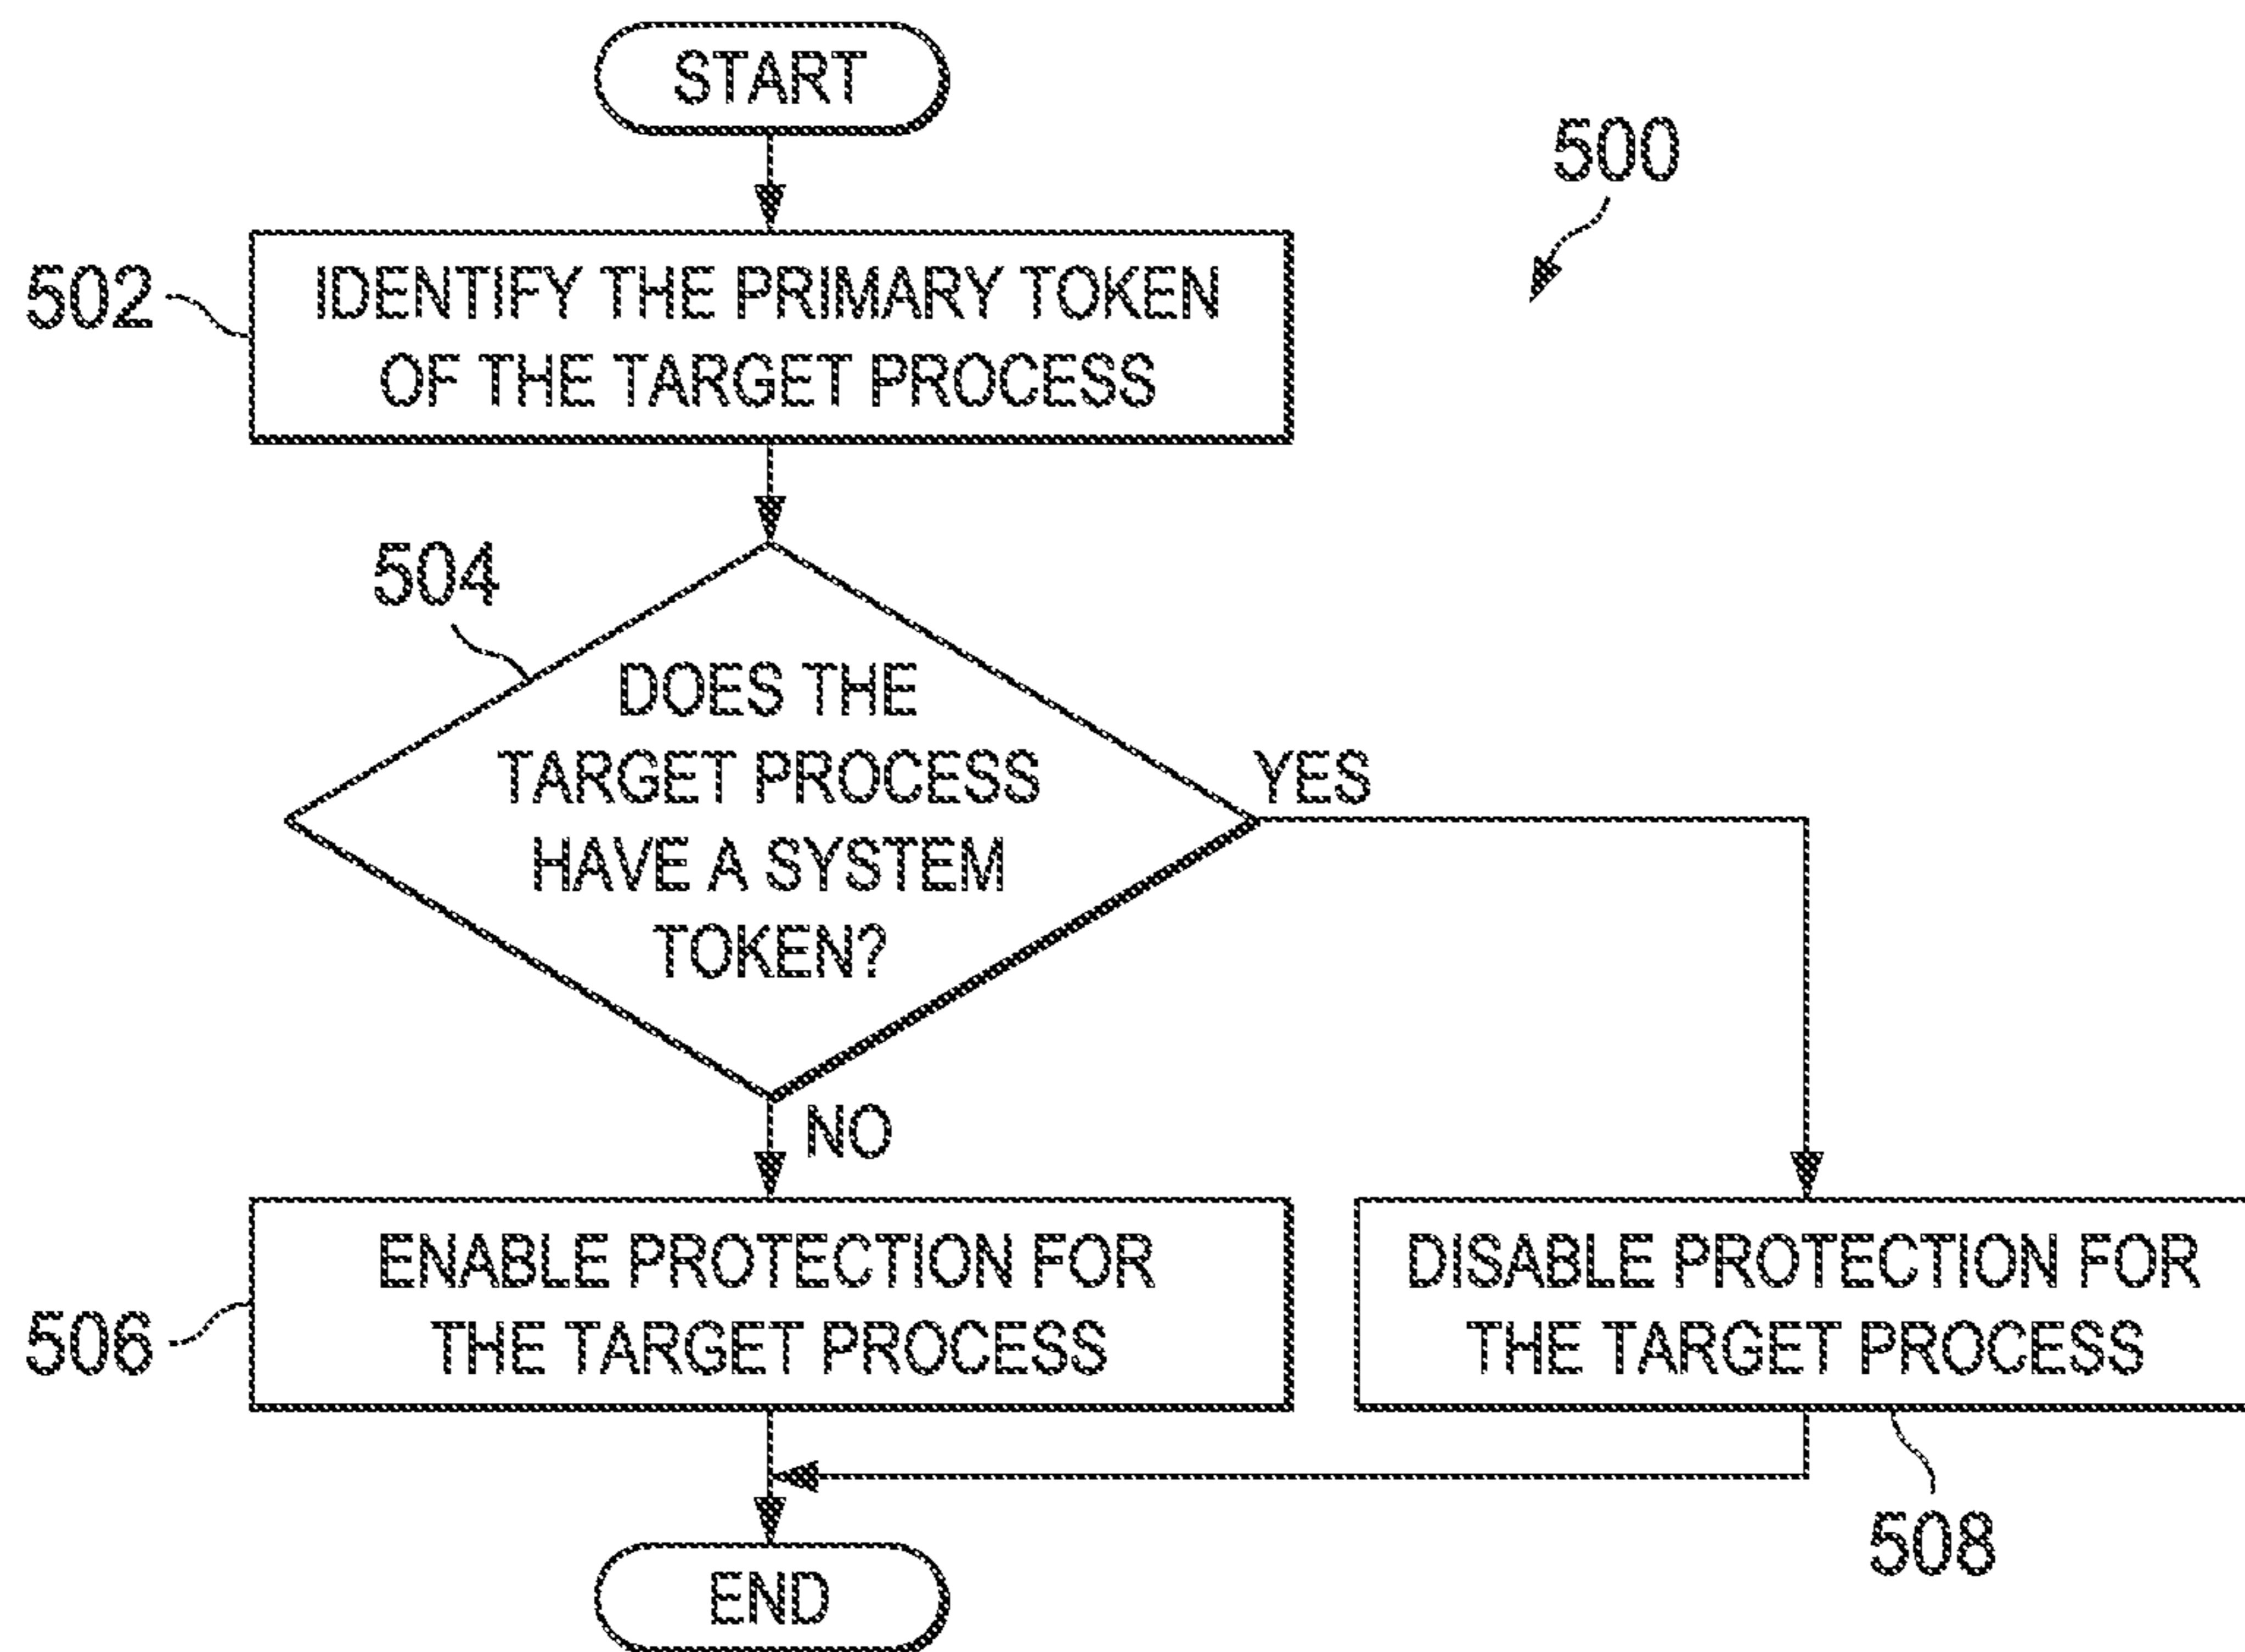 START
500
502
IDENTIFY THE PRIMARY TOKEN
OF THE TARGET PROCESS
504
DOES THE
TARGET PROCESS
HAVE A SYSTEM
TOKEN?
YES
NO
506
ENABLE PROTECTION FOR
THE TARGET PROCESS
DISABLE PROTECTION FOR
THE TARGET PROCESS
508
END